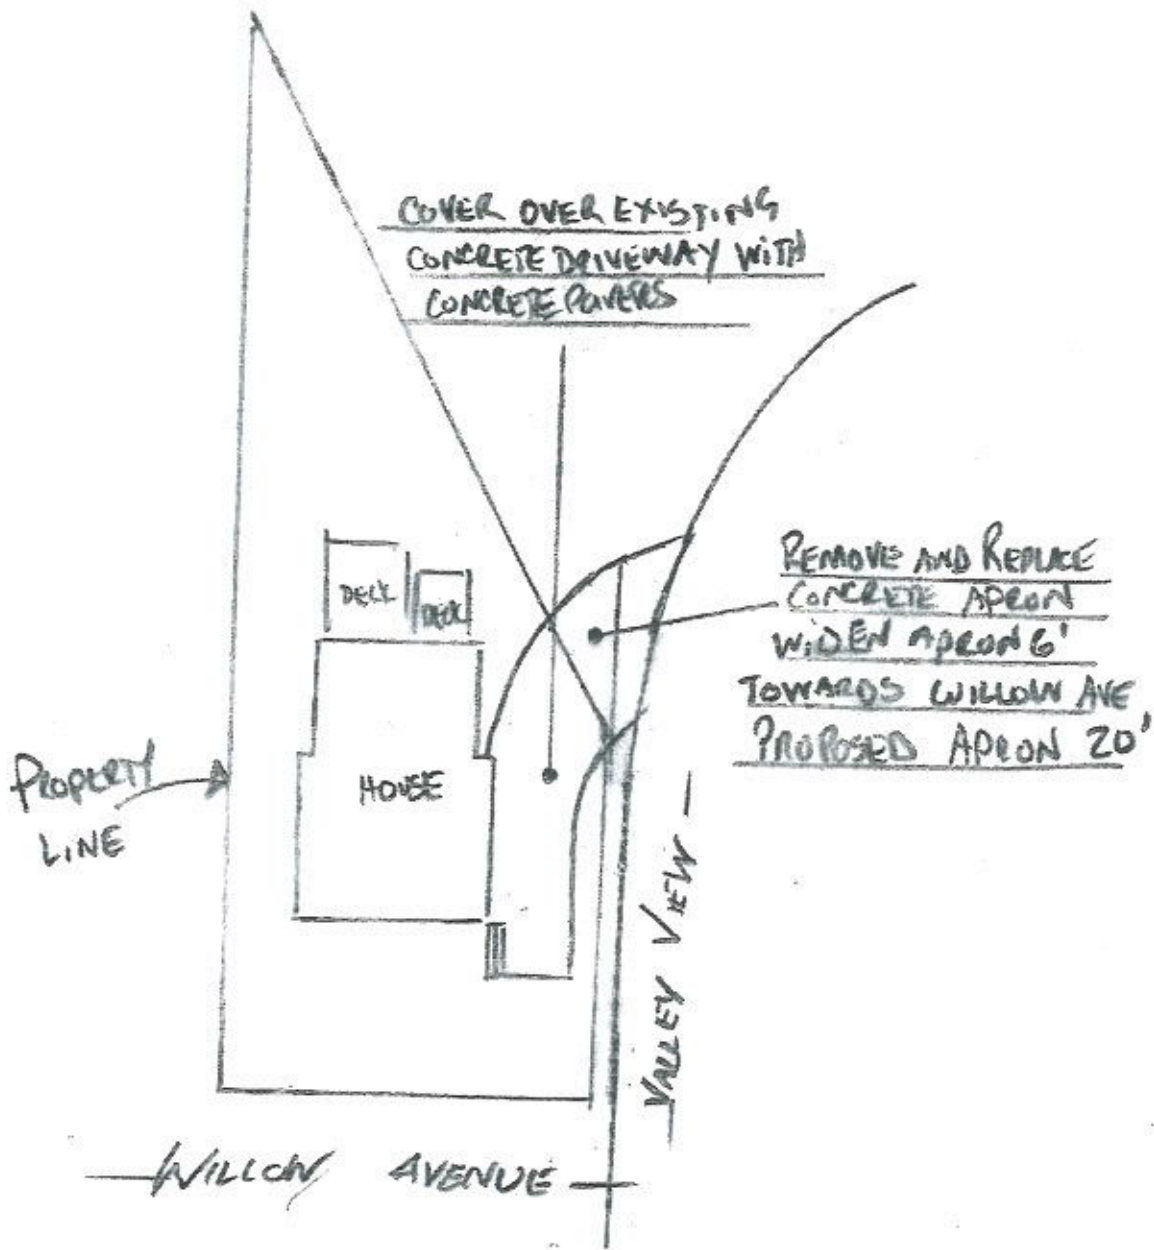 COVER OVER EXISTING
CONCRETE DRIVEWAY WITH
CONCRETE PAVERS
REMOVE AND REPLACE
CONCRETE APRON
WIDEN APRON 6'
TOWARDS WILLOW AVE
PROPOSED APRON 20'
DECK
DECK
HOUSE
PROPERTY
LINE
VALLEY VIEW
WILLOW AVENUE